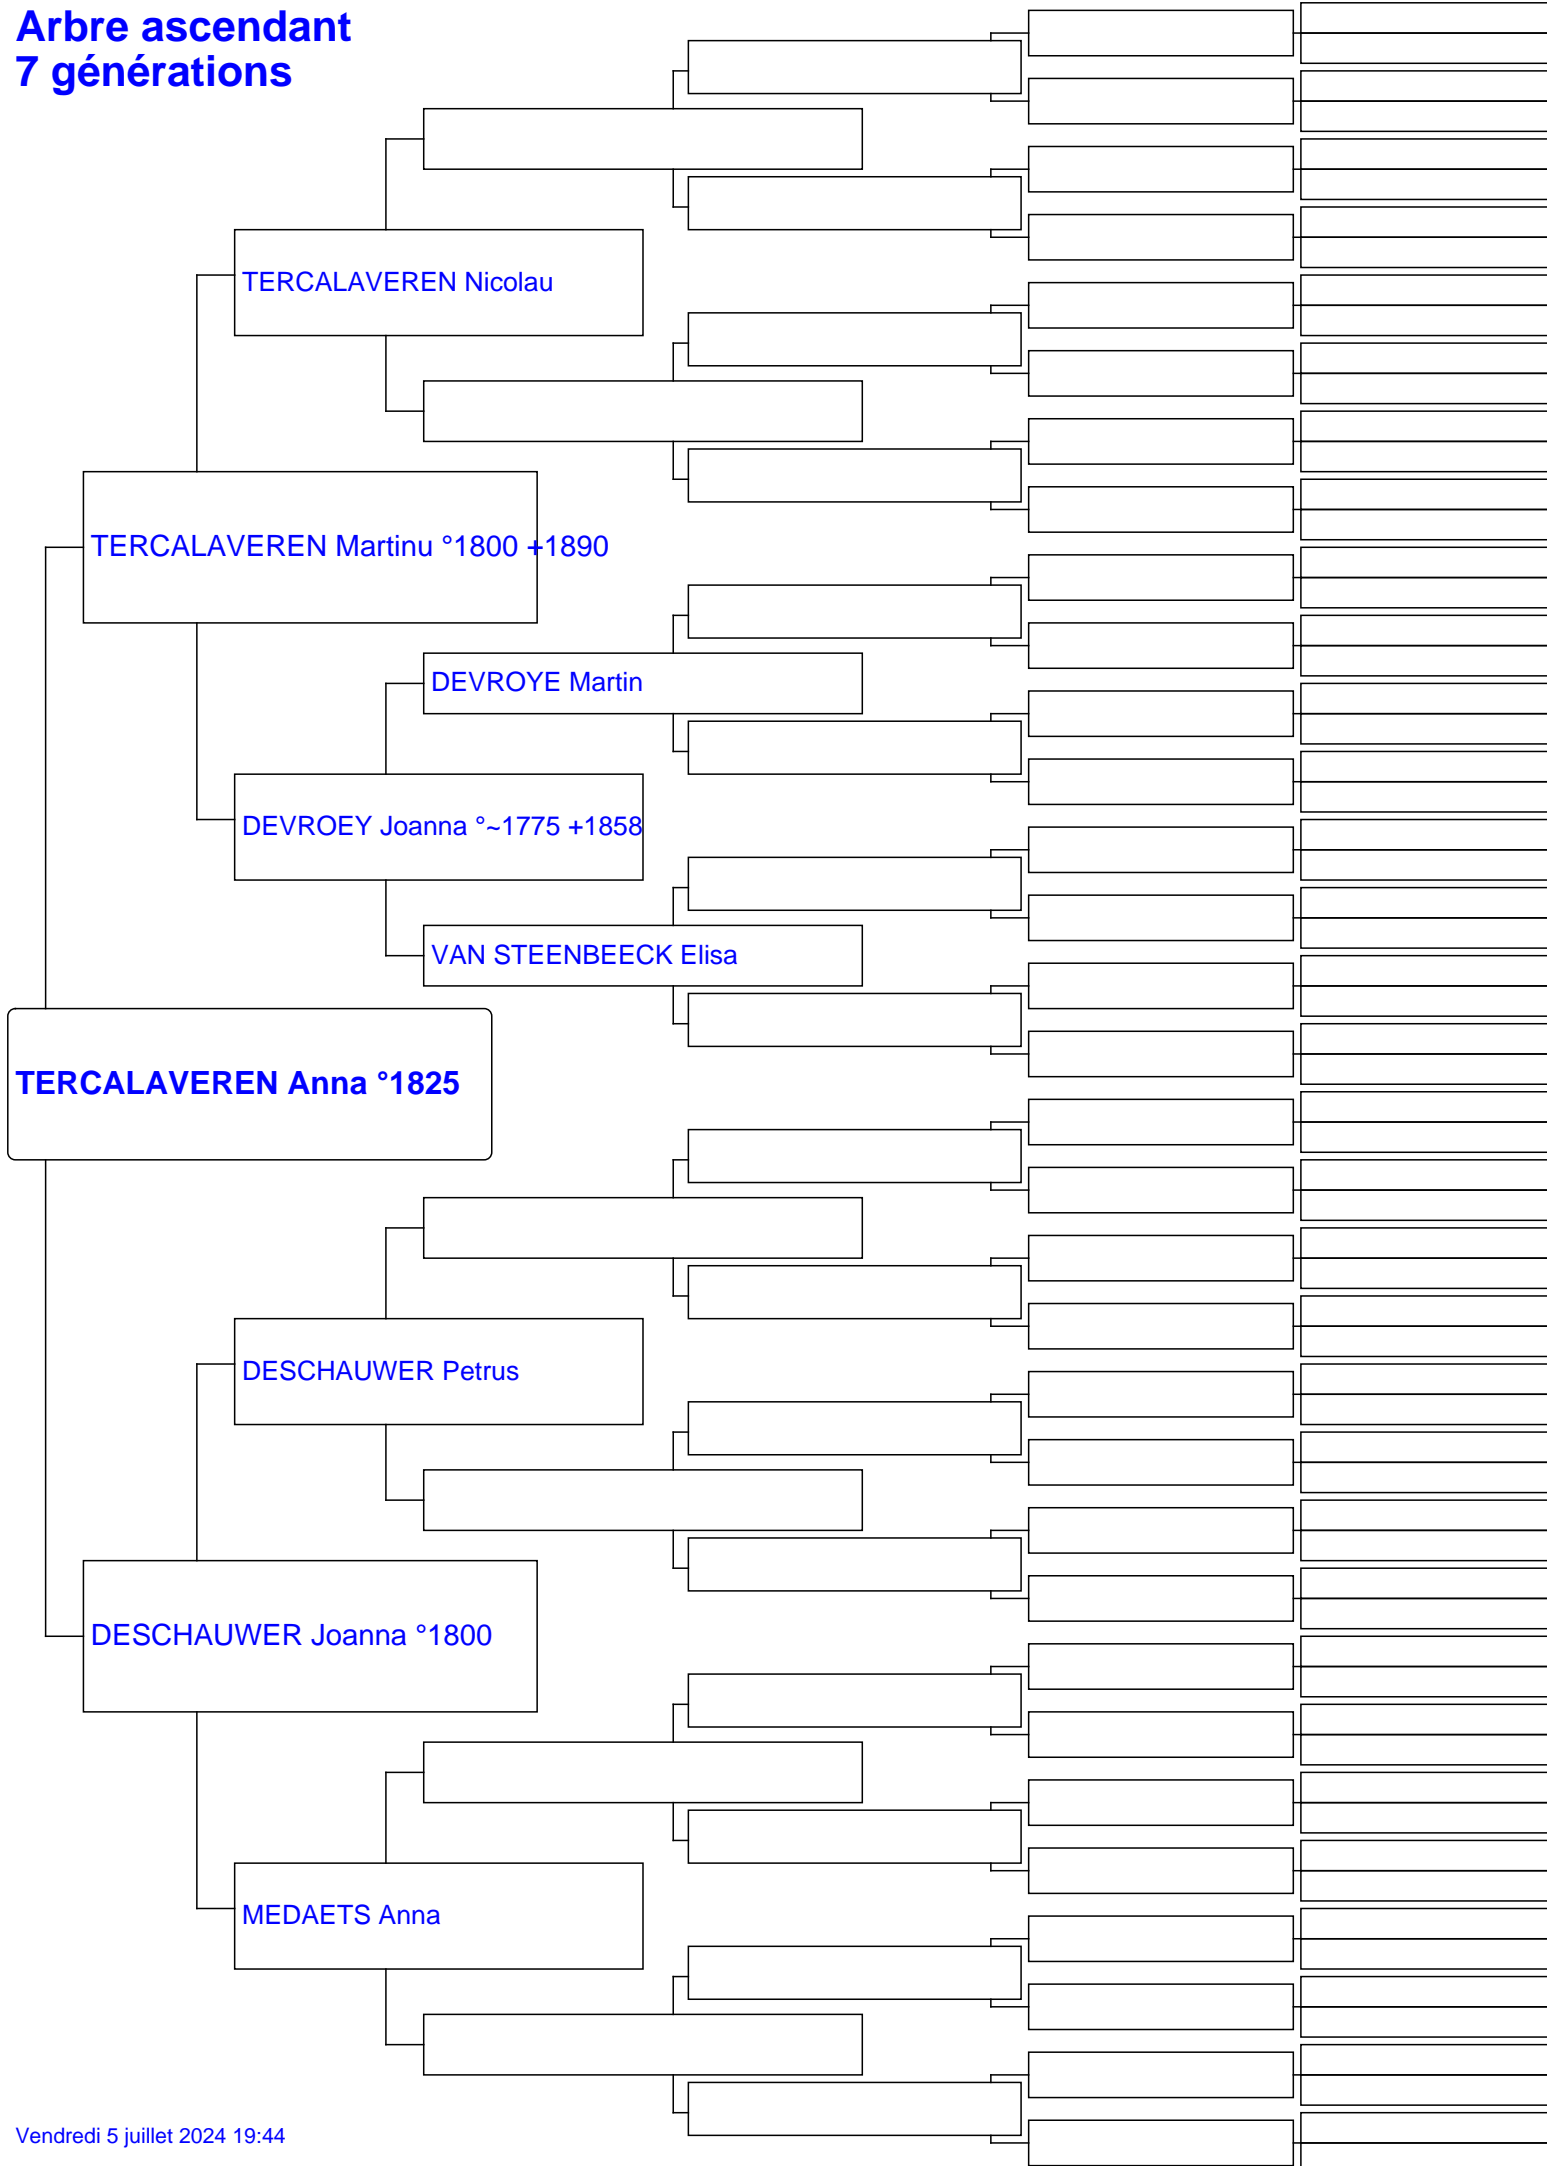 Arbre ascendant
7 générations
TERCALAVEREN Nicolau
TERCALAVEREN Martinu °1800 +1890
DEVROYE Martin
DEVROEY Joanna °~1775 +1858
VAN STEENBEECK Elisa
TERCALAVEREN Anna °1825
DESCHAUWER Petrus
DESCHAUWER Joanna °1800
MEDAETS Anna
Vendredi 5 juillet 2024 19:44